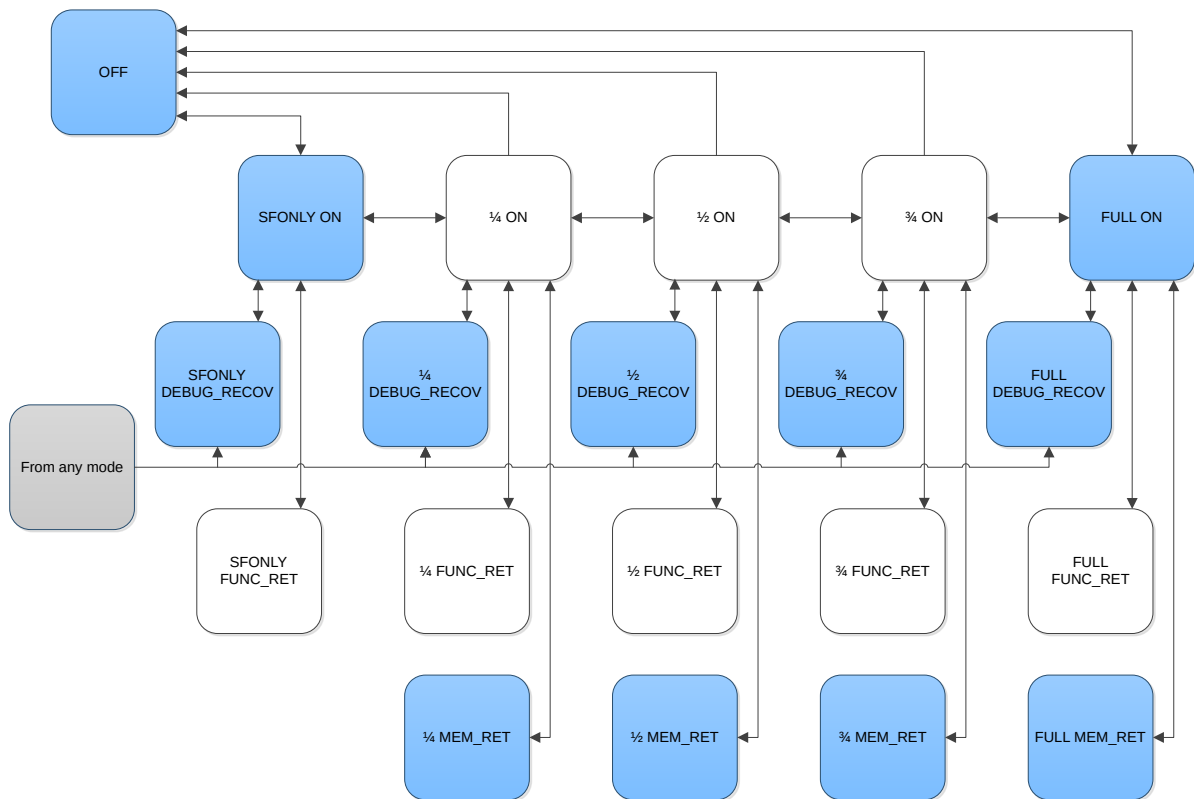 OFF
SFONLY ON
¼ ON
½ ON
¾ ON
FULL ON
SFONLY
DEBUG_RECOV
¼
DEBUG_RECOV
½
DEBUG_RECOV
¾
DEBUG_RECOV
FULL
DEBUG_RECOV
From any mode
SFONLY
FUNC_RET
¼ FUNC_RET
½ FUNC_RET
¾ FUNC_RET
FULL
FUNC_RET
¼ MEM_RET
½ MEM_RET
¾ MEM_RET
FULL MEM_RET